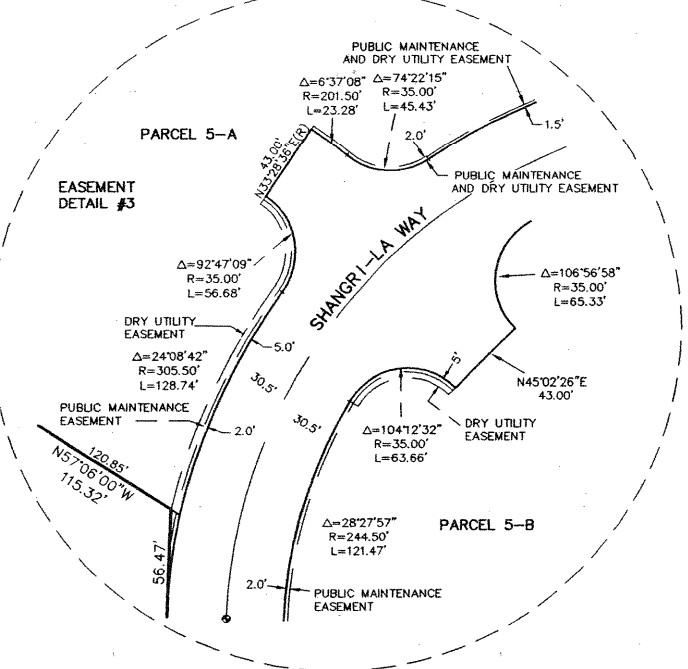 PUBLIC MAINTENANCE
AND DRY UTILITY EASEMENT
Δ=6°37'08"
R=201.50'
L=23.28'
Δ=74°22'15"
R=35.00'
L=45.43'
1.5'
2.0'
PARCEL 5-A
43.00'
N33°28'36"E(R)
PUBLIC MAINTENANCE
AND DRY UTILITY EASEMENT
EASEMENT
DETAIL #3
SHANGRI-LA WAY
Δ=92°47'09"
R=35.00'
L=56.68'
Δ=106°56'58"
R=35.00'
L=65.33'
DRY UTILITY
EASEMENT
5.0'
Δ=24°08'42"
R=305.50'
L=128.74'
30.5'
30.5'
5'
N45°02'26"E
43.00'
PUBLIC MAINTENANCE
EASEMENT
2.0'
Δ=104°12'32"
R=35.00'
L=63.66'
DRY UTILITY
EASEMENT
120.85'
N57°06'00"W
115.32'
Δ=28°27'57"
R=244.50'
L=121.47'
PARCEL 5-B
56.47'
2.0'
PUBLIC MAINTENANCE
EASEMENT